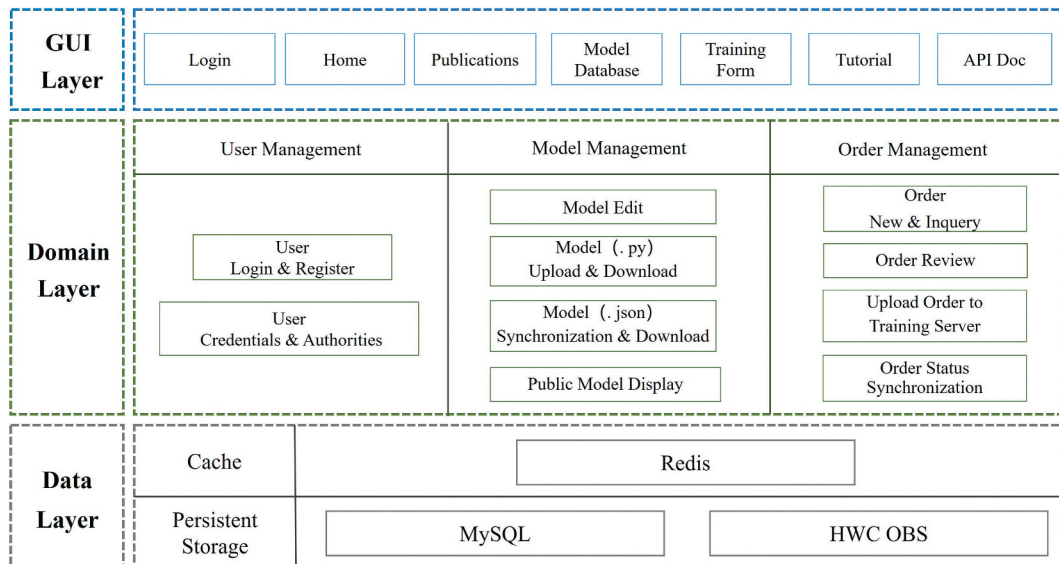 GUI
Layer
Login
Home
Publications
Model
Database
Training
Form
Tutorial
API Doc
Domain
Layer
User Management
Model Management
Order Management
User
Login & Register
User
Credentials & Authorities
Model Edit
Model (.py)
Upload & Download
Model (.json)
Synchronization & Download
Public Model Display
Order
New & Inquery
Order Review
Upload Order to
Training Server
Order Status
Synchronization
Data
Layer
Cache
Redis
Persistent
Storage
MySQL
HWC OBS